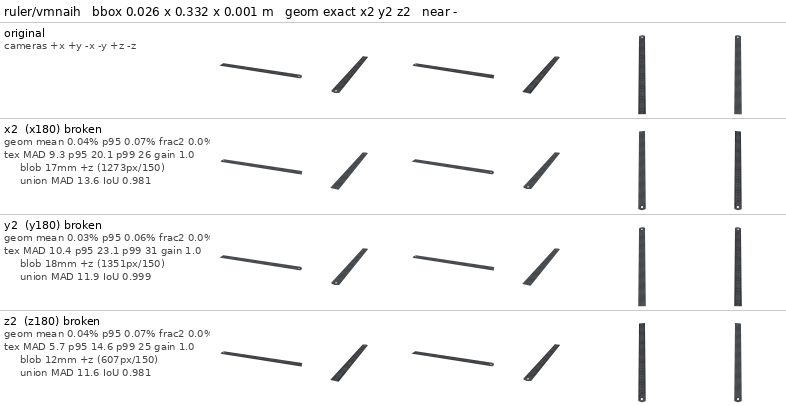 ruler/vmnaih bbox 0.026 x 0.332 x 0.001 m geom exact x2 y2 z2 near -
original
cameras +x +y -x -y +z -z
x2 (x180) broken
geom mean 0.04% p95 0.07% frac2 0.0%
tex MAD 9.3 p95 20.1 p99 26 gain 1.0
blob 17mm +z (1273px/150)
union MAD 13.6 IoU 0.981
y2 (y180) broken
geom mean 0.03% p95 0.06% frac2 0.0%
tex MAD 10.4 p95 23.1 p99 31 gain 1.0
blob 18mm +z (1351px/150)
union MAD 11.9 IoU 0.999
z2 (z180) broken
geom mean 0.04% p95 0.07% frac2 0.0%
tex MAD 5.7 p95 14.6 p99 25 gain 1.0
blob 12mm +z (607px/150)
union MAD 11.6 IoU 0.981